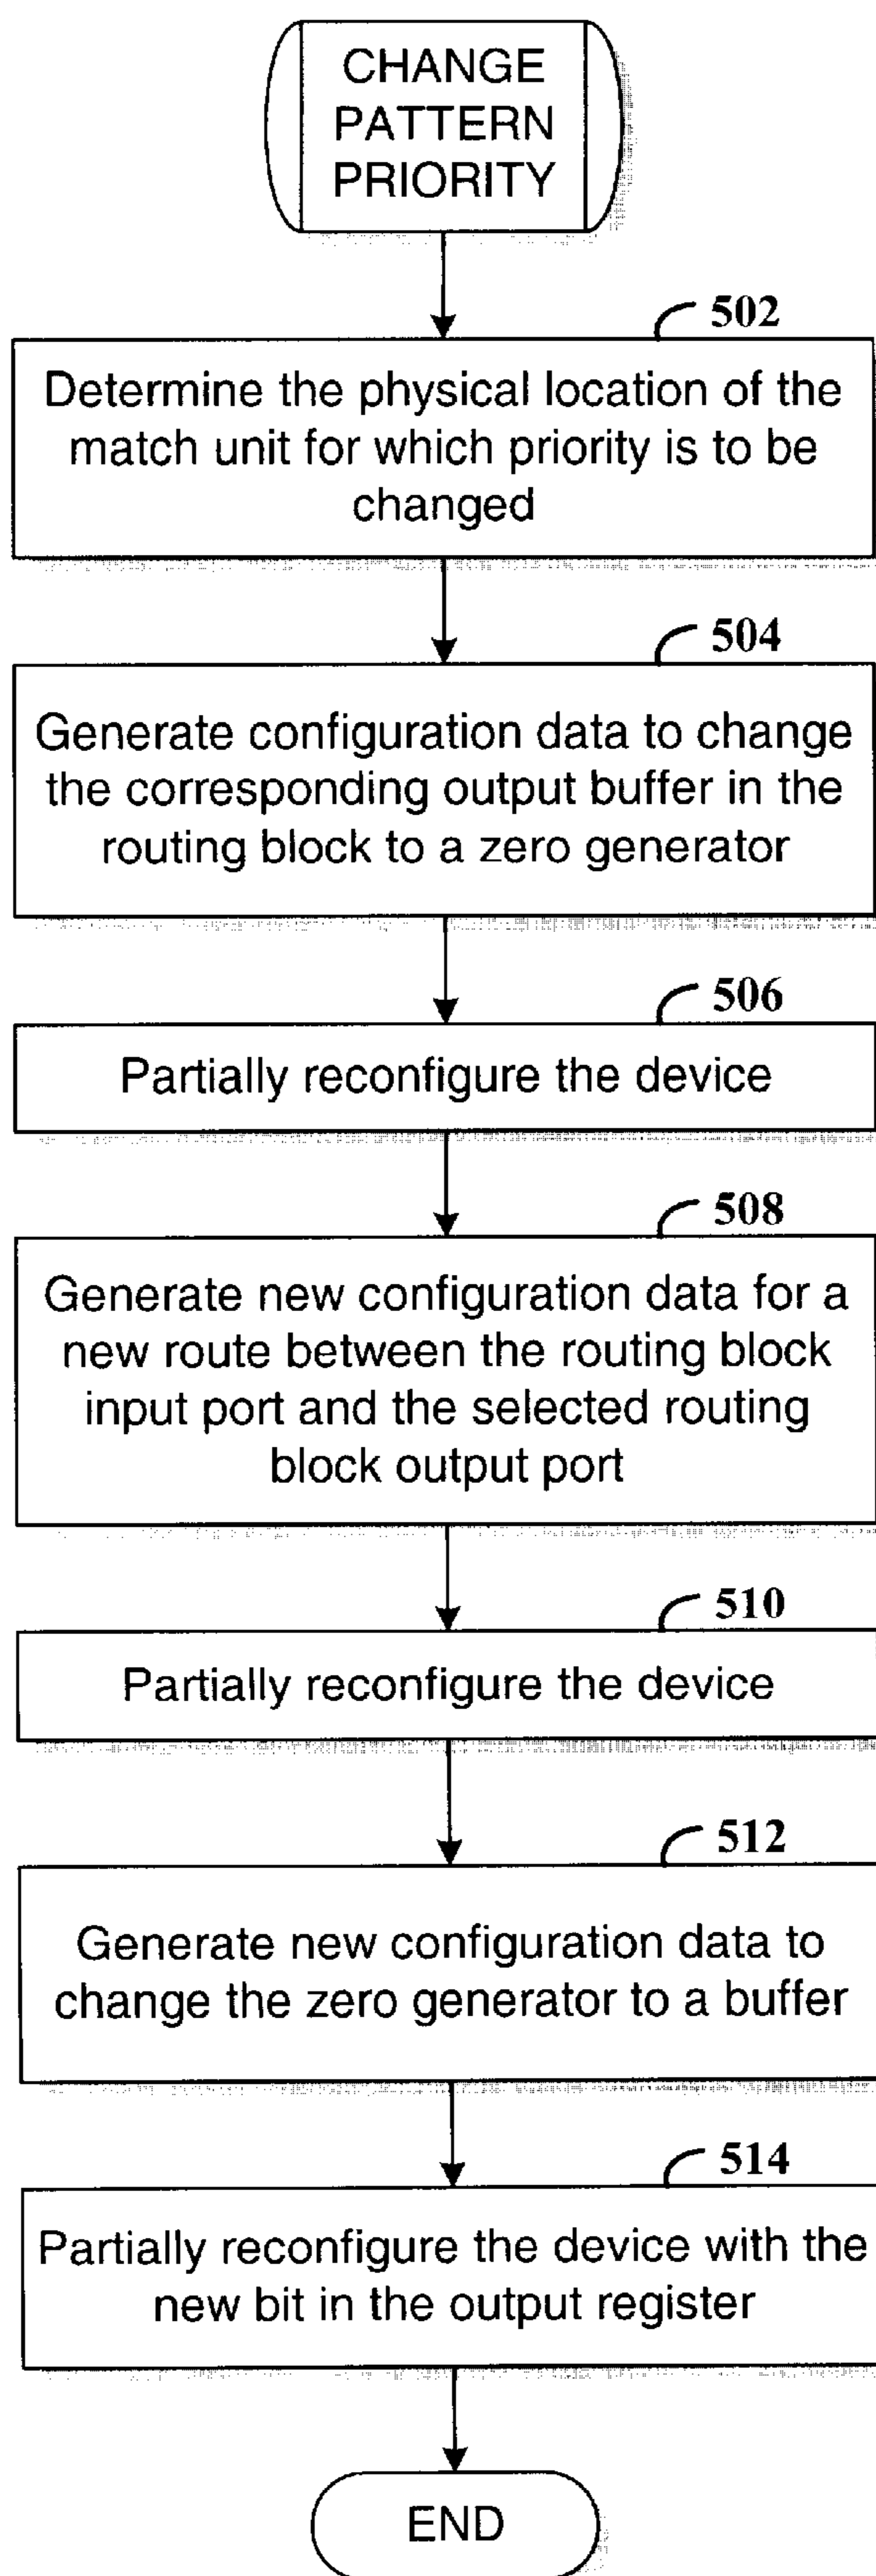 CHANGE
PATTERN
PRIORITY
502
Determine the physical location of the
match unit for which priority is to be
changed
504
Generate configuration data to change
the corresponding output buffer in the
routing block to a zero generator
506
Partially reconfigure the device
508
Generate new configuration data for a
new route between the routing block
input port and the selected routing
block output port
510
Partially reconfigure the device
512
Generate new configuration data to
change the zero generator to a buffer
514
Partially reconfigure the device with the
new bit in the output register
END